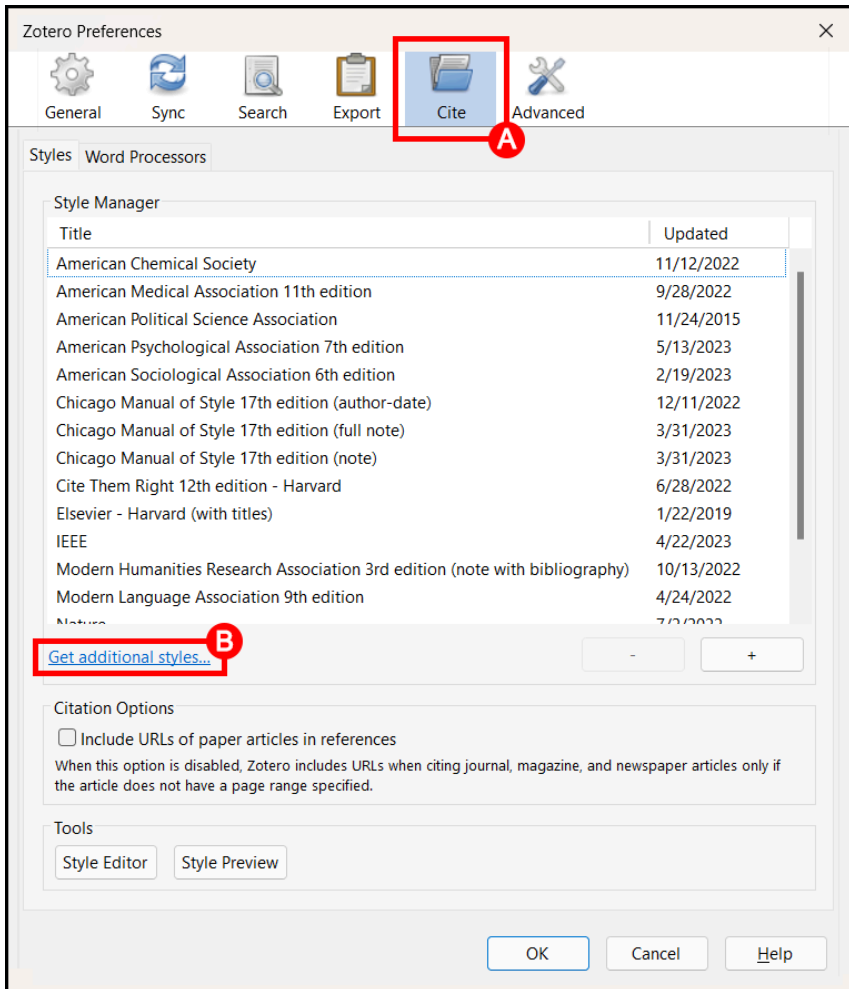 Zotero Preferences
General Sync Search Export Cite Advanced
A
Styles Word Processors
Style Manager
Title Updated
American Chemical Society 11/12/2022
American Medical Association 11th edition 9/28/2022
American Political Science Association 11/24/2015
American Psychological Association 7th edition 5/13/2023
American Sociological Association 6th edition 2/19/2023
Chicago Manual of Style 17th edition (author-date) 12/11/2022
Chicago Manual of Style 17th edition (full note) 3/31/2023
Chicago Manual of Style 17th edition (note) 3/31/2023
Cite Them Right 12th edition - Harvard 6/28/2022
Elsevier - Harvard (with titles) 1/22/2019
IEEE 4/22/2023
Modern Humanities Research Association 3rd edition (note with bibliography) 10/13/2022
Modern Language Association 9th edition 4/24/2022
Nature
B
Get additional styles... - +
Citation Options
Include URLs of paper articles in references
When this option is disabled, Zotero includes URLs when citing journal, magazine, and newspaper articles only if
the article does not have a page range specified.
Tools
Style Editor Style Preview
OK Cancel Help